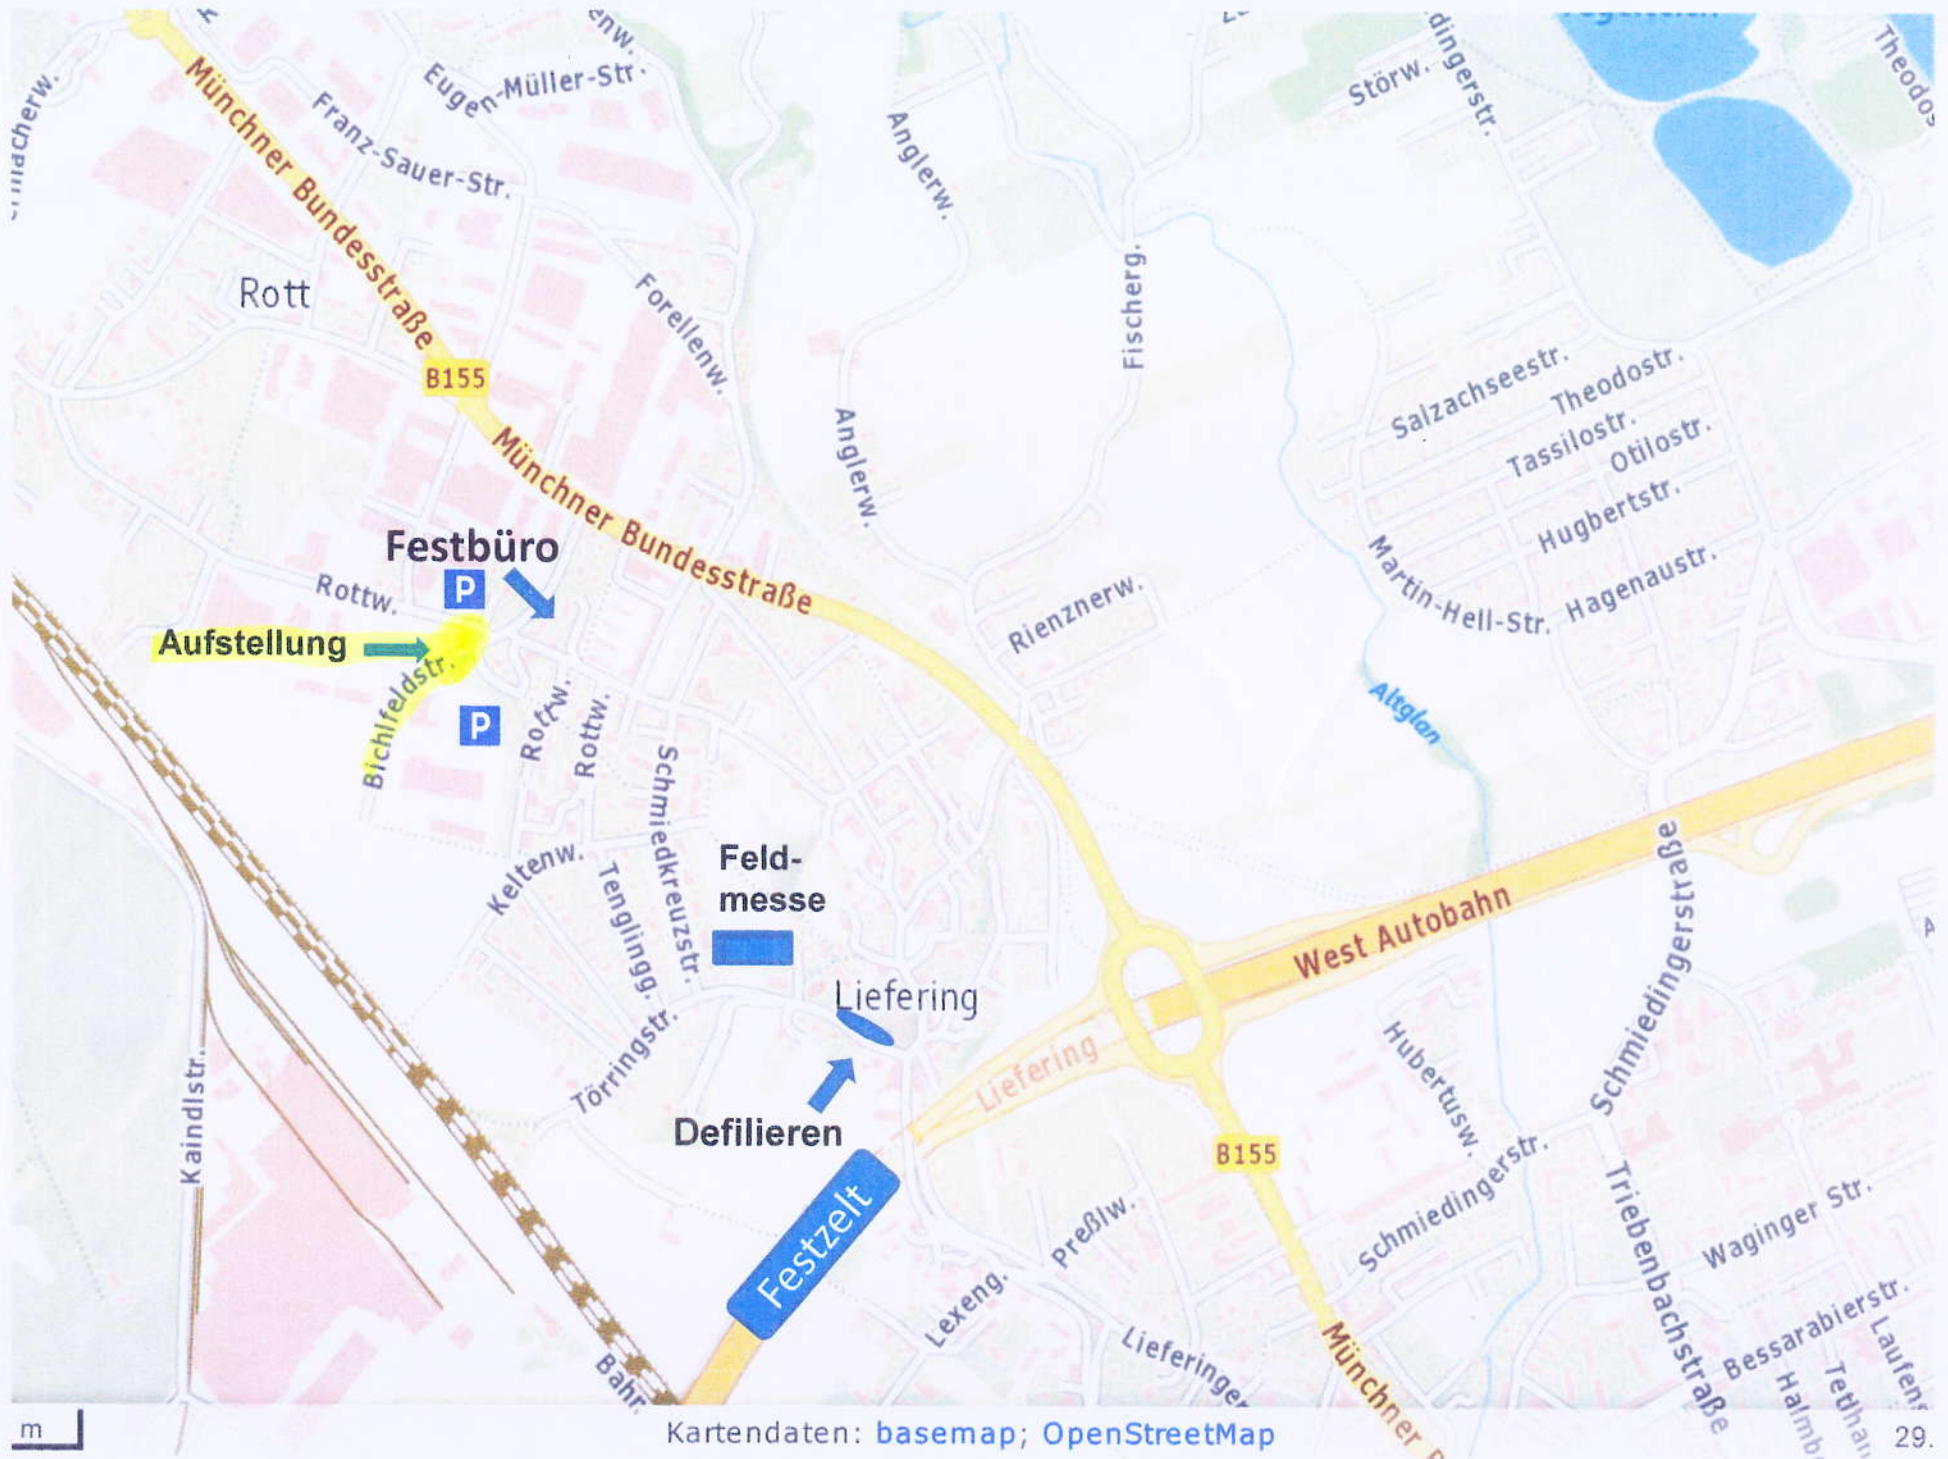 Eugen-Müller-Str.
Franz-Sauer-Str.
Münchner Bundesstraße
Störw.
Anglerw.
Rott
Forellenw.
Fischerg.
B155
Salzachseestr.
Theodostr.
Tassilostr.
Otilostr.
Hugbertstr.
Anglerw.
Münchner Bundesstraße
Festbüro
P
Rottw.
Aufstellung
Bichlfeldstr.
P
Rottw.
Rottw.
Rienznerw.
Martin-Hell-Str.
Hagenaustr.
Altglan
Schmiedkreuzstr.
Keltenw.
Tenglingg.
Feld-
messe
West Autobahn
Schmiedingerstraße
Liefering
Törringstr.
Liefering
Kaindlstr.
Defilieren
Hubertusw.
B155
Schmiedingerstr.
Festzelt
Preßlw.
Lexeng.
Triebenbachstraße
Waginger Str.
Bessarabierstr.
Lieferinger
Münchner
Kartendaten: basemap; OpenStreetMap
m
29.